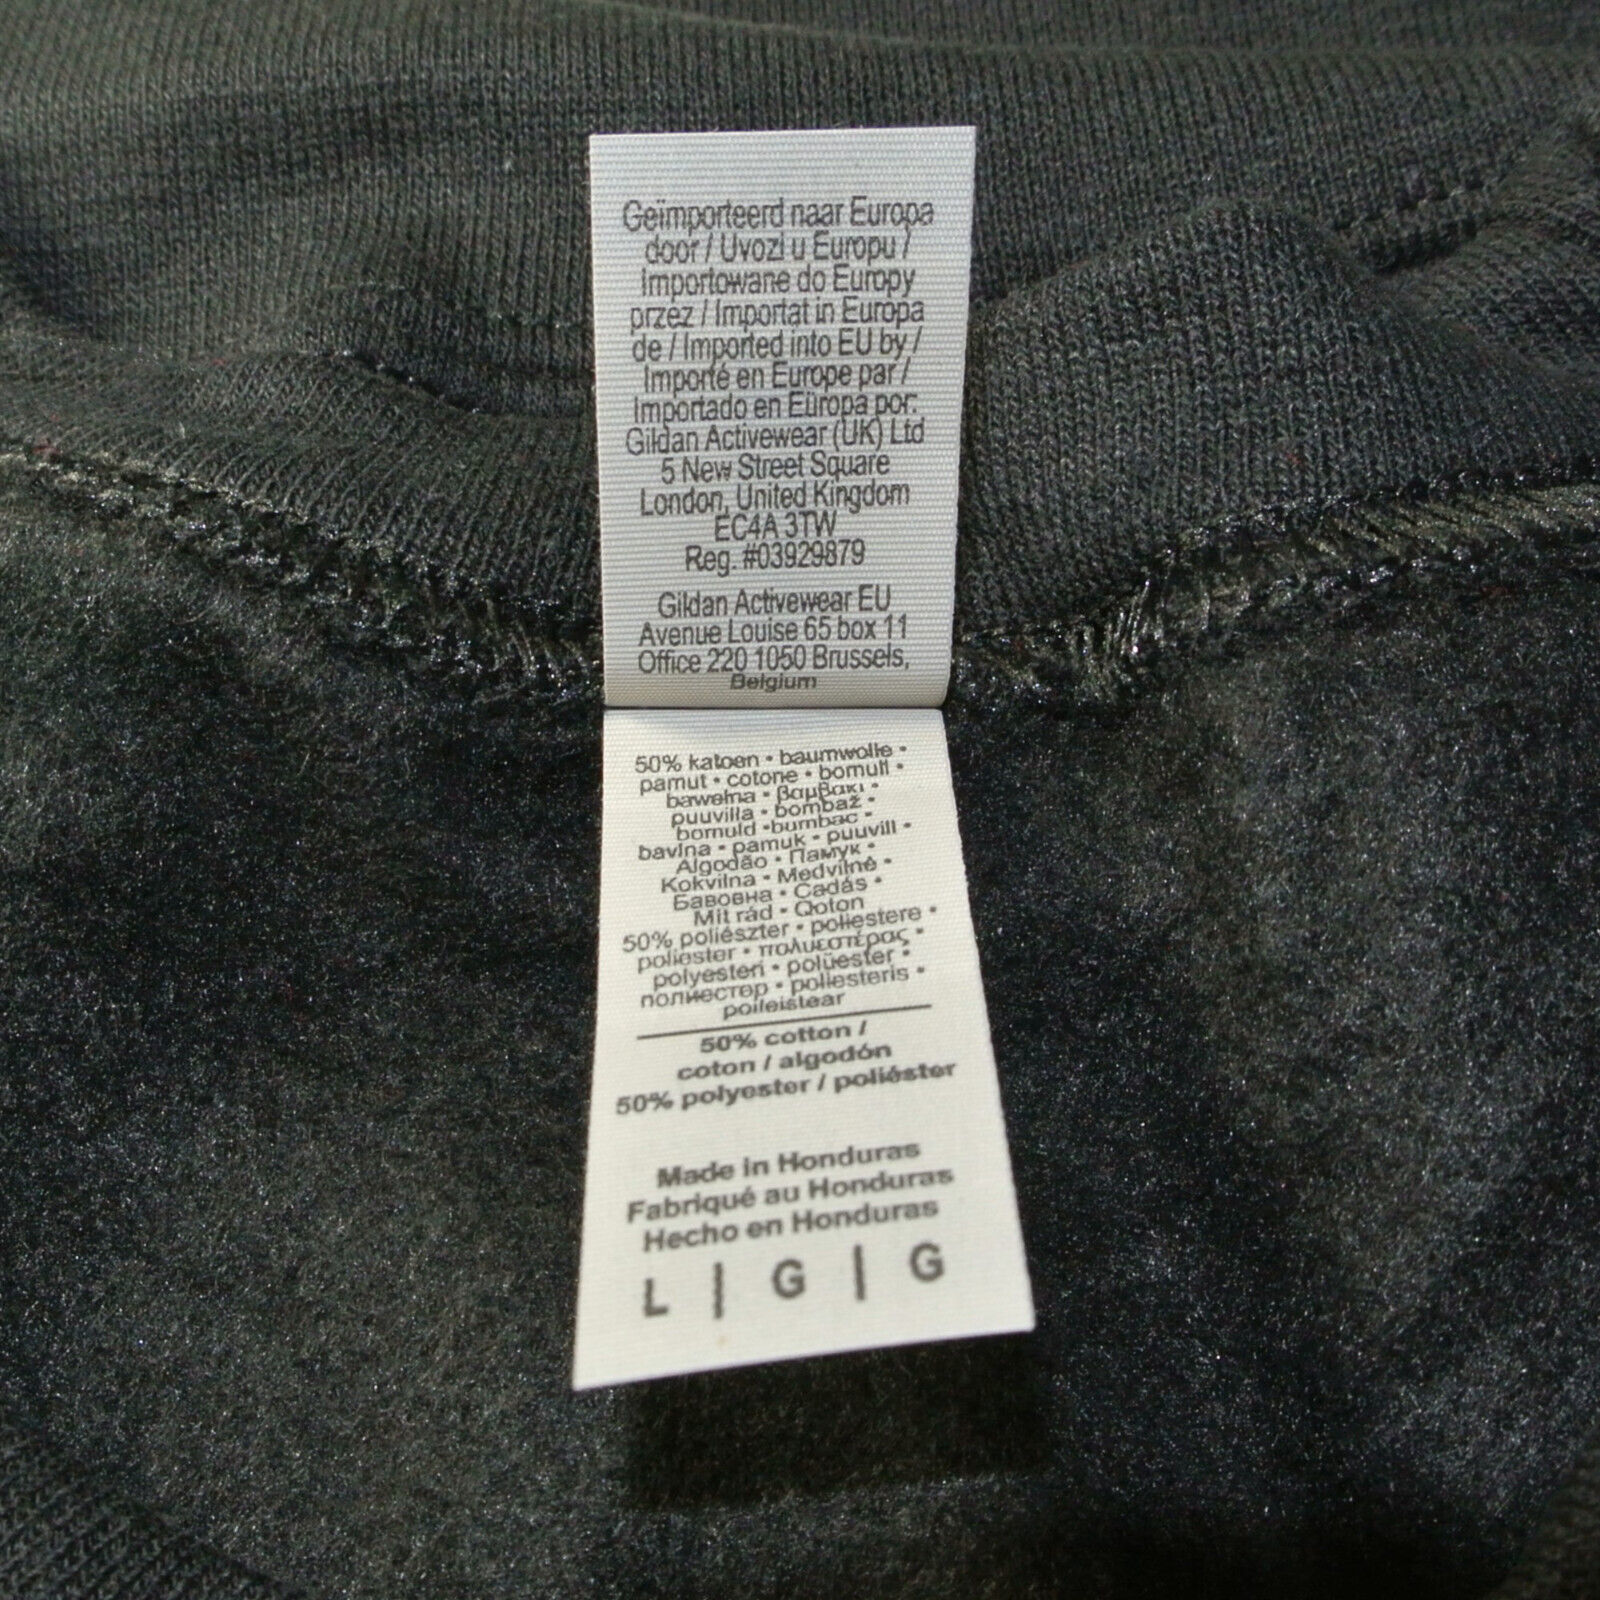 Geïmporteerd naar Europa
door / Uvozi u Europu /
Importowane do Europy
przez / Importat in Europa
de / Imported into EU by /
Importé en Europe par /
Importado en Europa por:
Gildan Activewear (UK) Ltd
5 New Street Square
London, United Kingdom
EC4A 3TW
Reg. #03929879
Gildan Activewear EU
Avenue Louise 65 box 11
Office 220 1050 Brussels,
Belgium
50% katoen • baumwolle •
pamut • cotone • bomull •
bawełna • βαμβακι •
puuvilla • bombaž •
bomuld •bumbac •
bavlna • pamuk • puuvill •
Algodão • Памук •
Kokvilna • Medvilnė •
Бавовна • Cadás •
Mit rád • Qoton
50% poliészter • poliestere •
poliester • πολυεστέρας •
polyesteri • polüester •
полиестер • poliesteris •
poileistear
50% cotton /
coton / algodón
50% polyester / poliéster
Made in Honduras
Fabriqué au Honduras
Hecho en Honduras
L | G | G